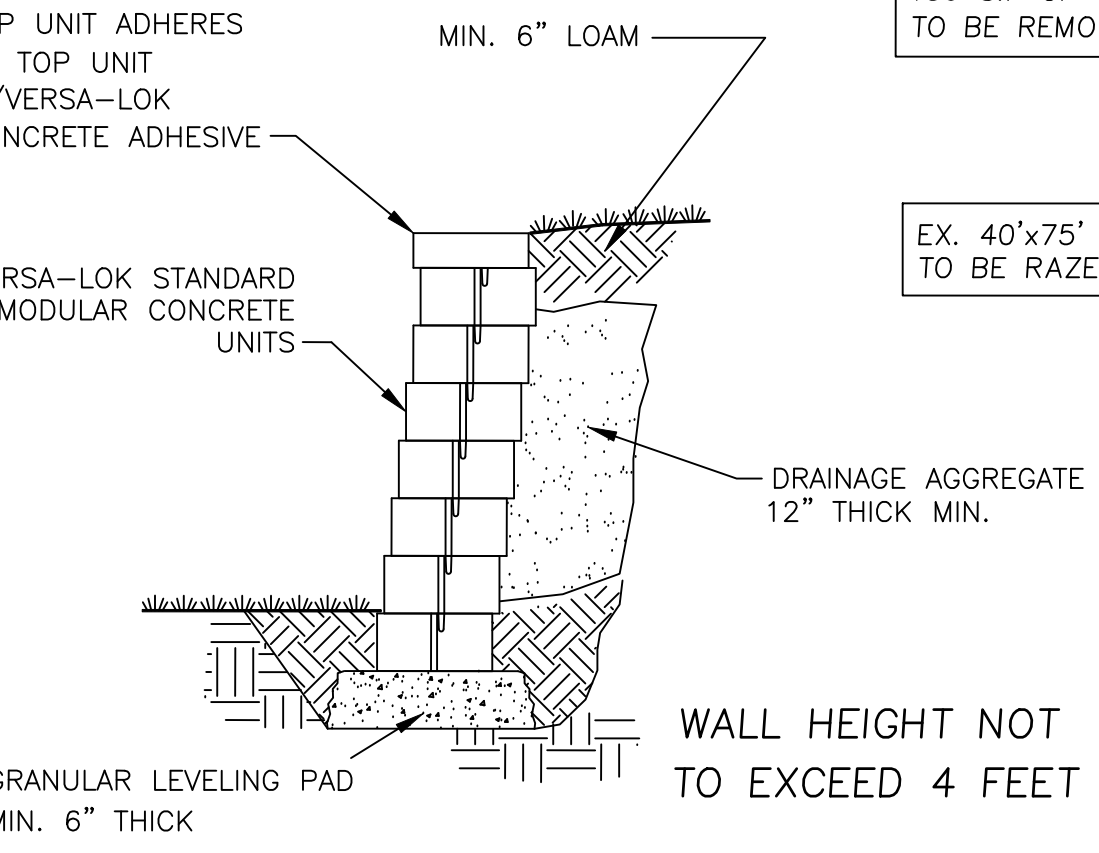 P UNIT ADHERES
TOP UNIT
/VERSA–LOK
NCRETE ADHESIVE
MIN. 6” LOAM
TO BE REMO
RSA–LOK STANDARD
MODULAR CONCRETE
UNITS
EX. 40’x75’
TO BE RAZE
DRAINAGE AGGREGATE
12” THICK MIN.
WALL HEIGHT NOT
TO EXCEED 4 FEET
GRANULAR LEVELING PAD
MIN. 6” THICK